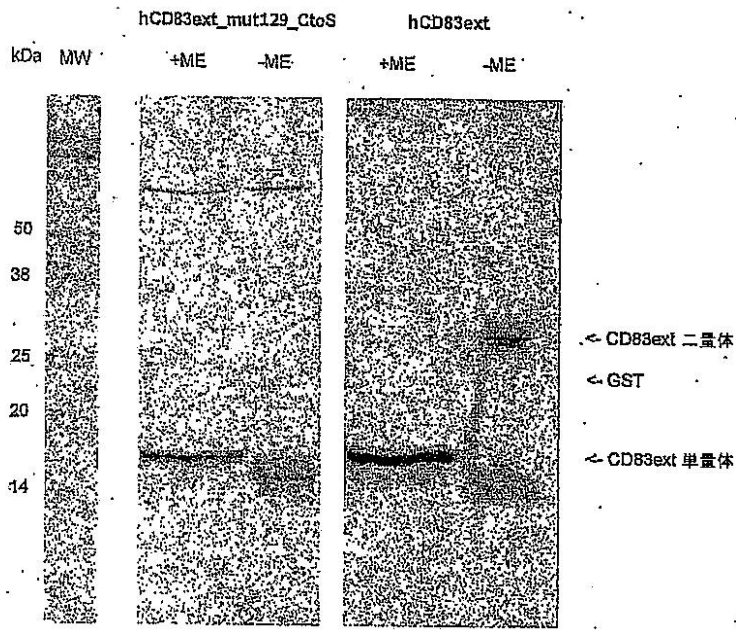 hCD83ext_mut129_CtoS hCD83ext
kDa MW +ME -ME +ME -ME
50
38
25
20
14
<- CD83ext 二量体
<- GST
<- CD83ext 単量体